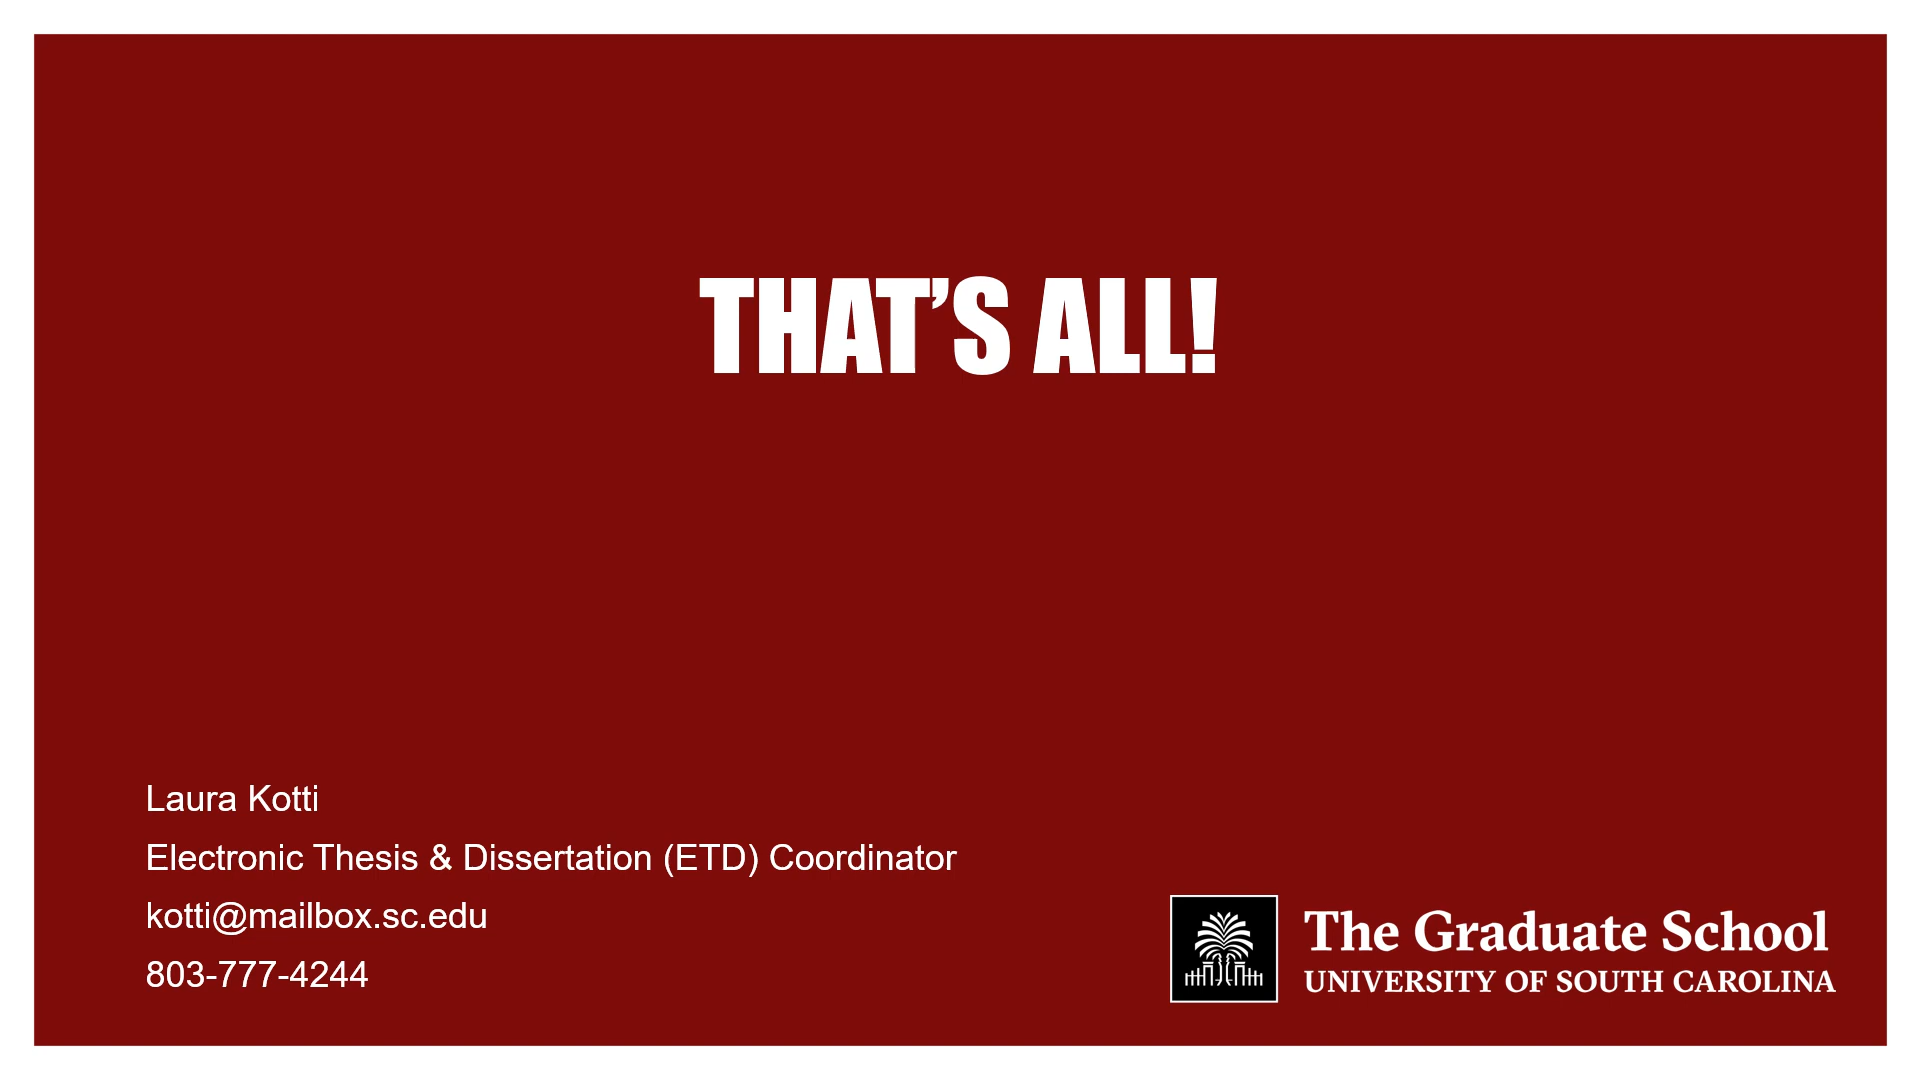 THAT’S ALL!
Laura Kotti
Electronic Thesis & Dissertation (ETD) Coordinator
kotti@mailbox.sc.edu
803-777-4244
The Graduate School
UNIVERSITY OF SOUTH CAROLINA